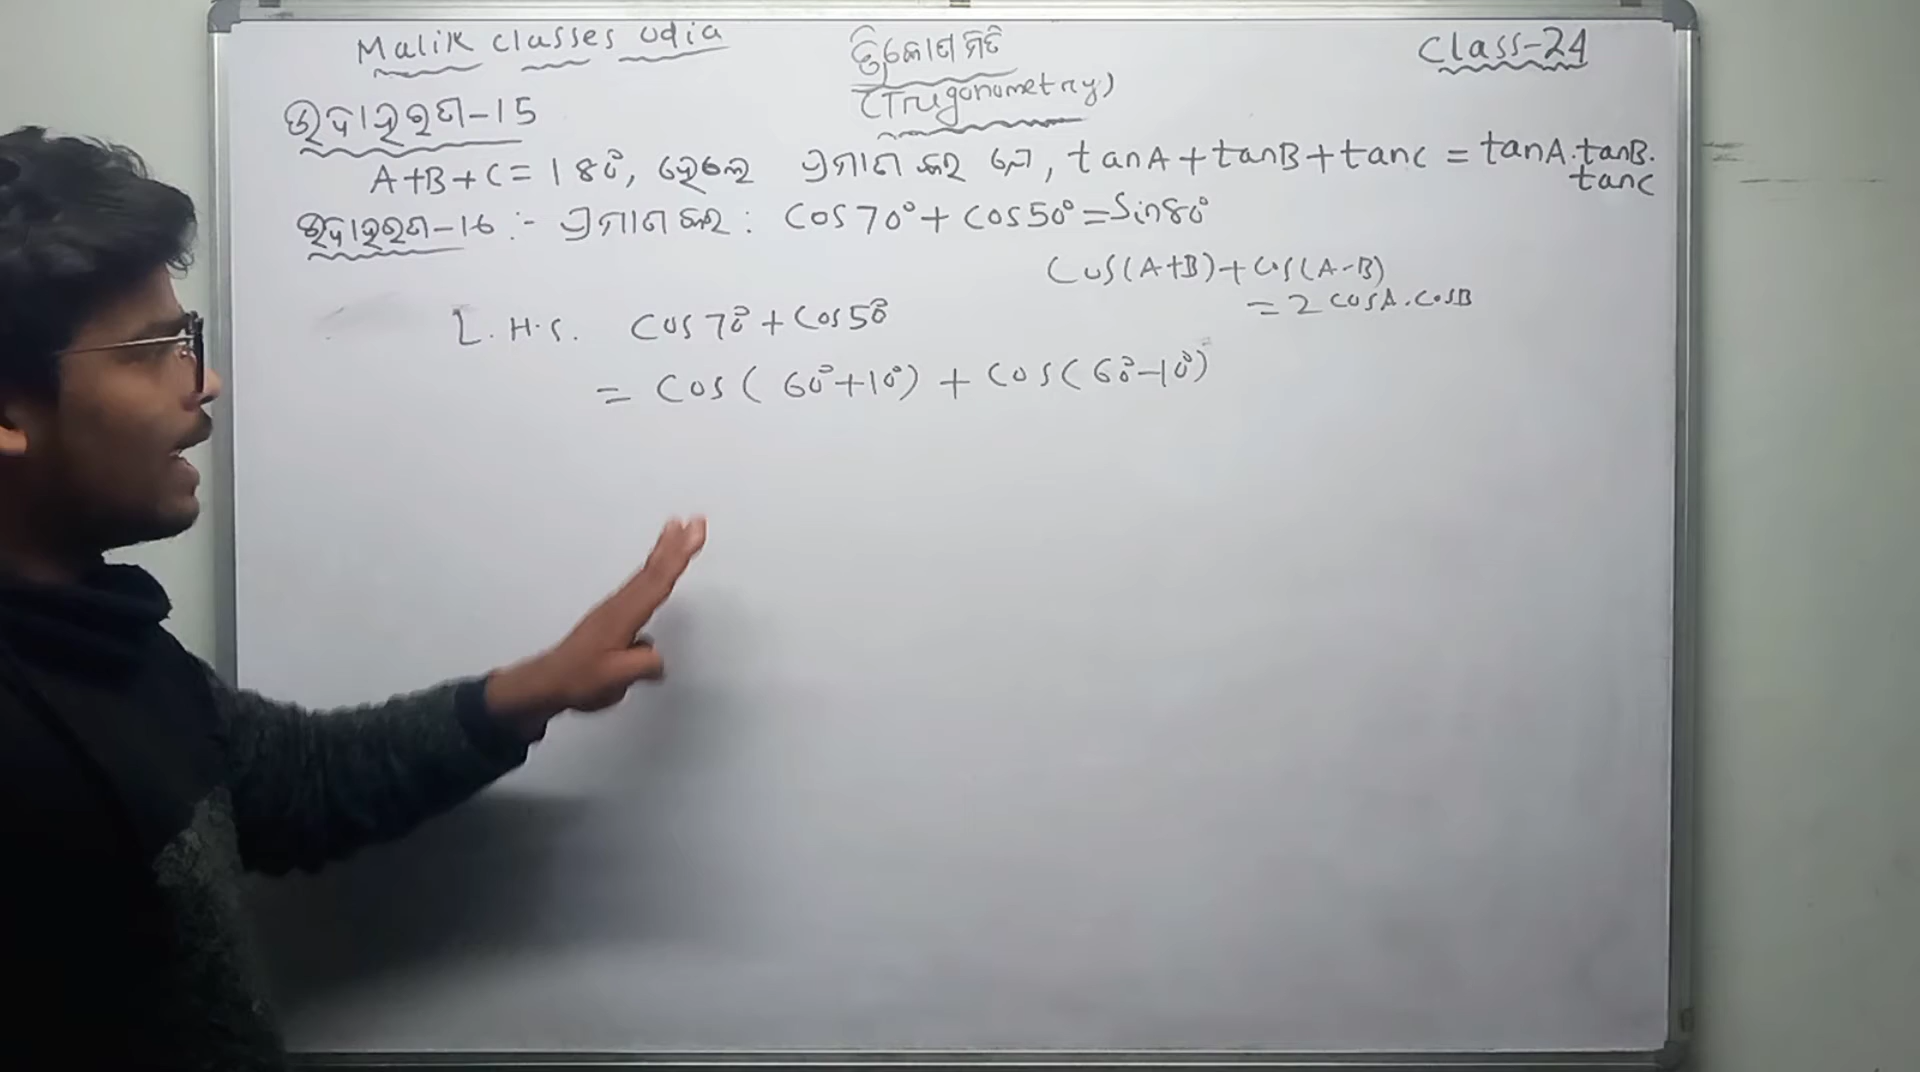 Malik classes odia
ତ୍ରିକୋଣମିତି
(Trigonometry)
Class-24
ଉଦାହରଣ-15
A+B+C = 180°, ହେଲେ ପ୍ରମାଣ କର ଯେ, tanA + tanB + tanC = tanA.tanB.
tanC
ଉଦାହରଣ-16 :- ପ୍ରମାଣ କର : cos70° + cos50° = Sin80°
Cos(A+B)+cos(A-B)
= 2 cosA.cosB
L.H.S. cos70° + cos50°
= cos( 60°+10°) + cos( 60°-10°)